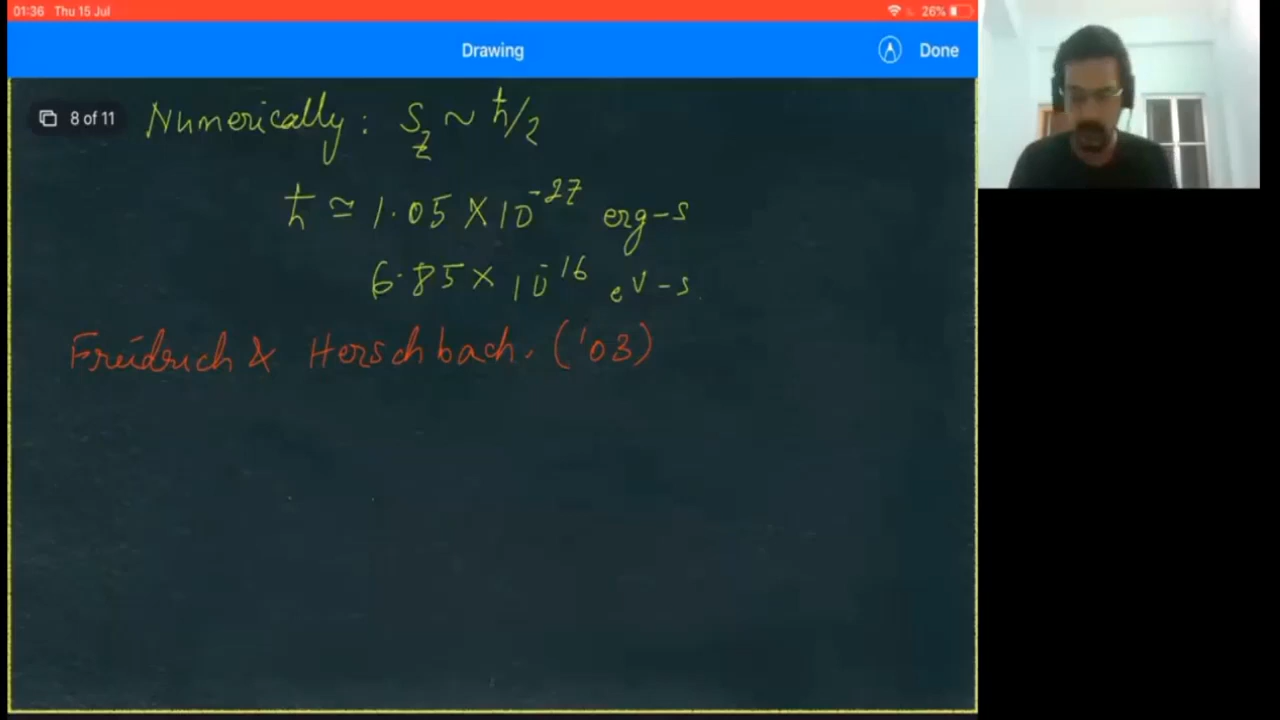 01:36 Thu 15 Jul 26%
Drawing Done
8 of 11
Numerically: S_z ~ ħ/2
ħ ≃ 1.05 × 10^-27 erg-s
6.85 × 10^-16 eV-s
Freidrich & Herschbach. ('03)